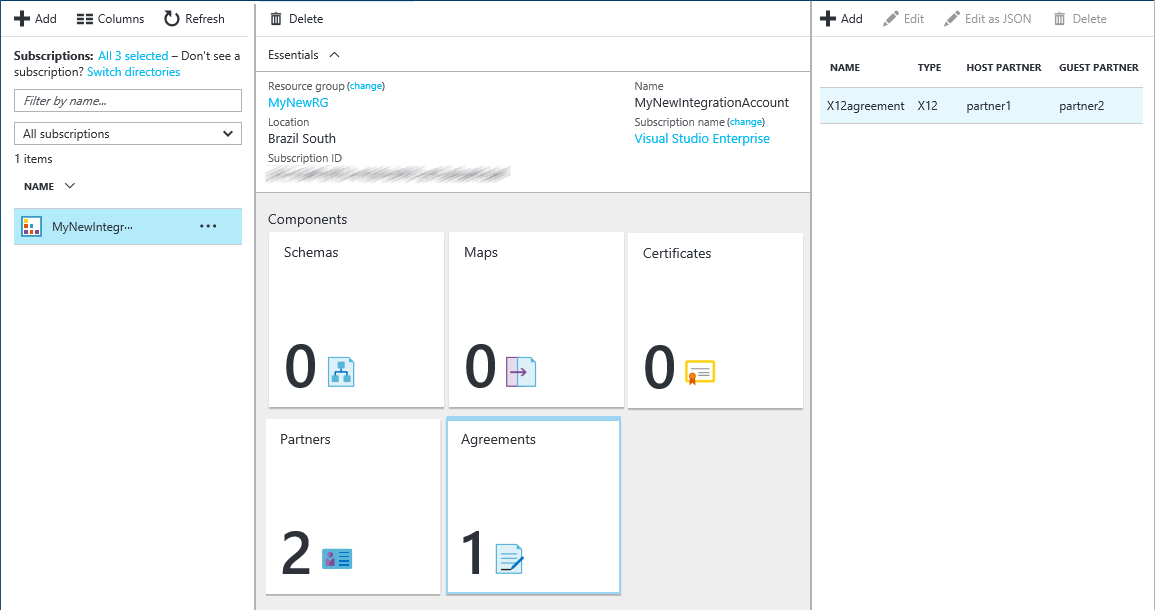 Add Columns Refresh
Subscriptions: All 3 selected – Don't see a
subscription? Switch directories
Filter by name...
All subscriptions
1 items
NAME
MyNewIntegr···
Delete
Essentials
Resource group (change)
MyNewRG
Location
Brazil South
Subscription ID
Name
MyNewIntegrationAccount
Subscription name (change)
Visual Studio Enterprise
Components
Schemas
0
Maps
0
Certificates
0
Partners
2
Agreements
1
Add Edit Edit as JSON Delete
NAME TYPE HOST PARTNER GUEST PARTNER
X12agreement X12 partner1 partner2